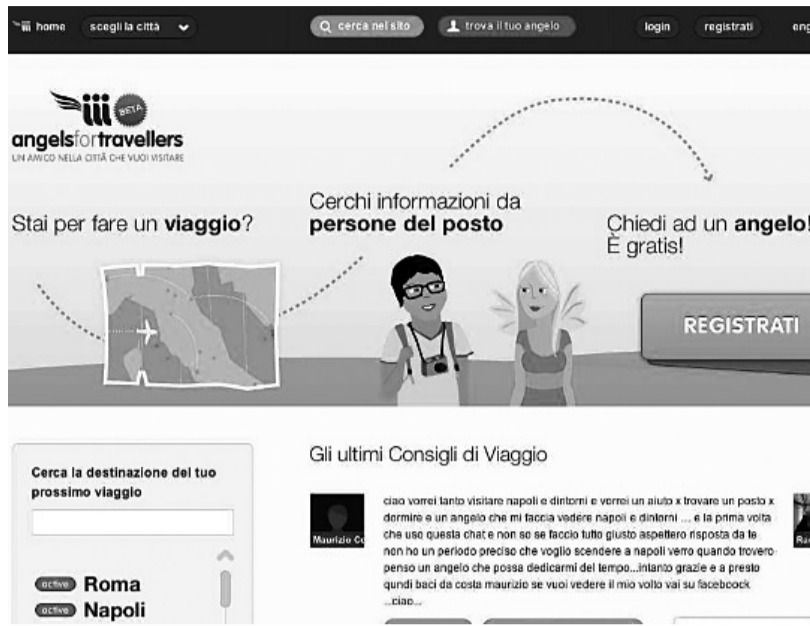 home scegli la città cerca nel sito trova il tuo angelo login registrati eng
BETA
angelsfortravellers
UN AMICO NELLA CITTÀ CHE VUOI VISITARE
Stai per fare un viaggio?
Cerchi informazioni da
persone del posto
Chiedi ad un angelo!
È gratis!
REGISTRATI
Cerca la destinazione del tuo
prossimo viaggio
active Roma
active Napoli
Gli ultimi Consigli di Viaggio
Maurizio Co
ciao vorrei tanto visitare napoli e dintorni e vorrei un aiuto x trovare un posto x
dormire e un angelo che mi faccia vedere napoli e dintorni ... e la prima volta
che uso questa chat e non so se faccio tutto giusto aspettero risposta da te
non ho un periodo preciso che voglio scendere a napoli verro quando trovero
penso un angelo che possa dedicarmi del tempo...intanto grazie e a presto
qundi baci da costa maurizio se vuoi vedere il mio volto vai su faceboock
...ciao...